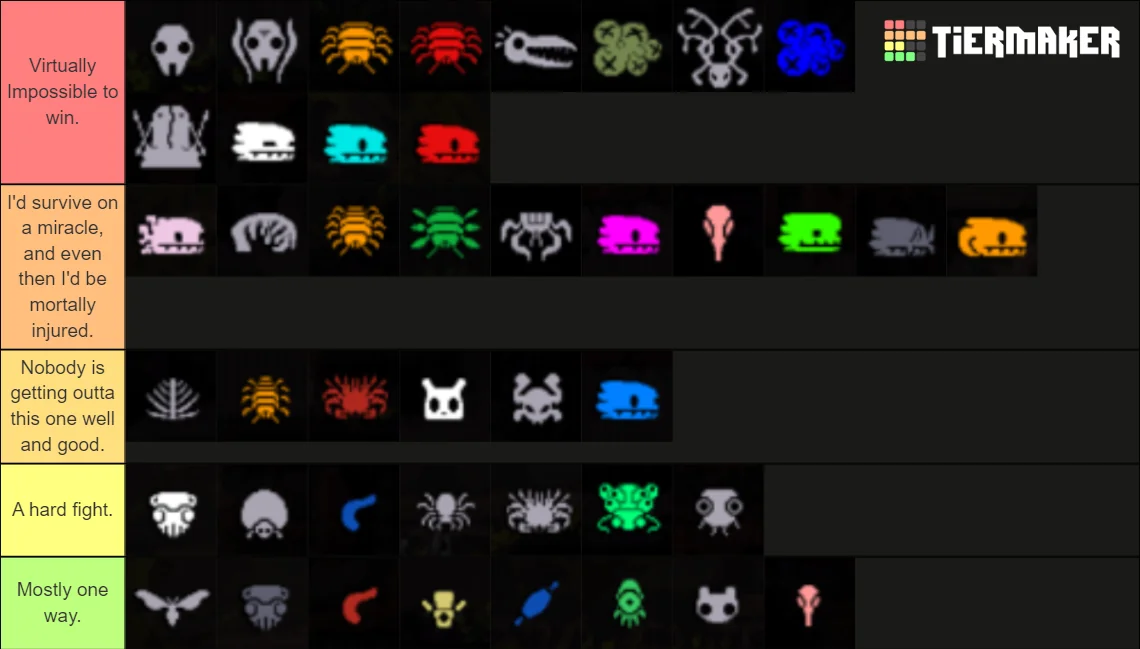 Virtually
Impossible to
win.
TiERMAKER
I'd survive on
a miracle,
and even
then I'd be
mortally
injured.
Nobody is
getting outta
this one well
and good.
A hard fight.
Mostly one
way.